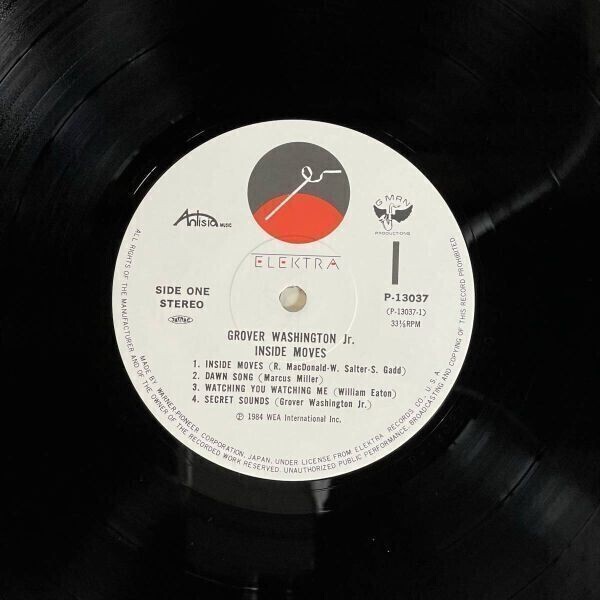 Antisia MUSIC
G MAN
PRODUCTIONS
ELEKTRA
SIDE ONE
STEREO
1
P-13037
(P-13037-1)
33⅓RPM
GROVER WASHINGTON Jr.
INSIDE MOVES
1. INSIDE MOVES (R. MacDonald-W. Salter-S. Gadd)
2. DAWN SONG (Marcus Miller)
3. WATCHING YOU WATCHING ME (William Eaton)
4. SECRET SOUNDS (Grover Washington Jr.)
Ⓟ 1984 WEA International Inc.
MADE BY WARNER-PIONEER CORPORATION, JAPAN, UNDER LICENSE FROM ELEKTRA RECORDS CO., U.S.A.
ALL RIGHTS OF THE MANUFACTURER AND OF THE OWNER OF THE RECORDED WORK RESERVED. UNAUTHORIZED PUBLIC PERFORMANCE, BROADCASTING AND COPYING OF THIS RECORD PROHIBITED